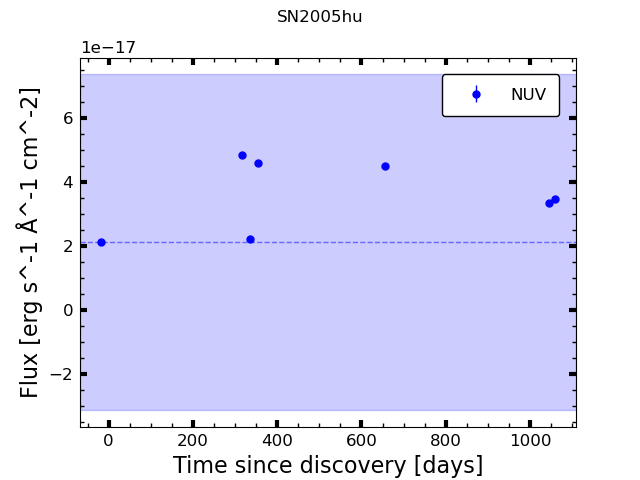 SN2005hu
1e−17
NUV
6
4
2
0
−2
Flux [erg s^-1 Å^-1 cm^-2]
0 200 400 600 800 1000
Time since discovery [days]